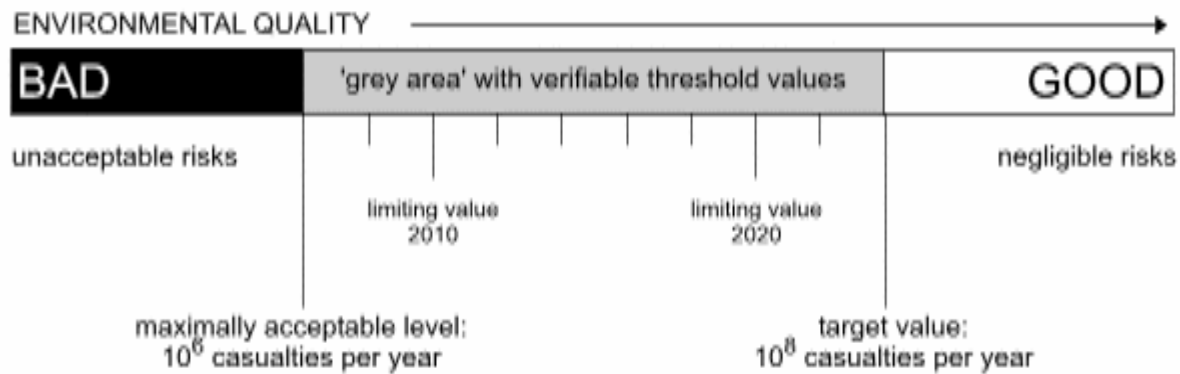 ENVIRONMENTAL QUALITY
BAD
'grey area' with verifiable threshold values
GOOD
unacceptable risks
negligible risks
limiting value
2010
limiting value
2020
maximally acceptable level:
10⁶ casualties per year
target value:
10⁸ casualties per year